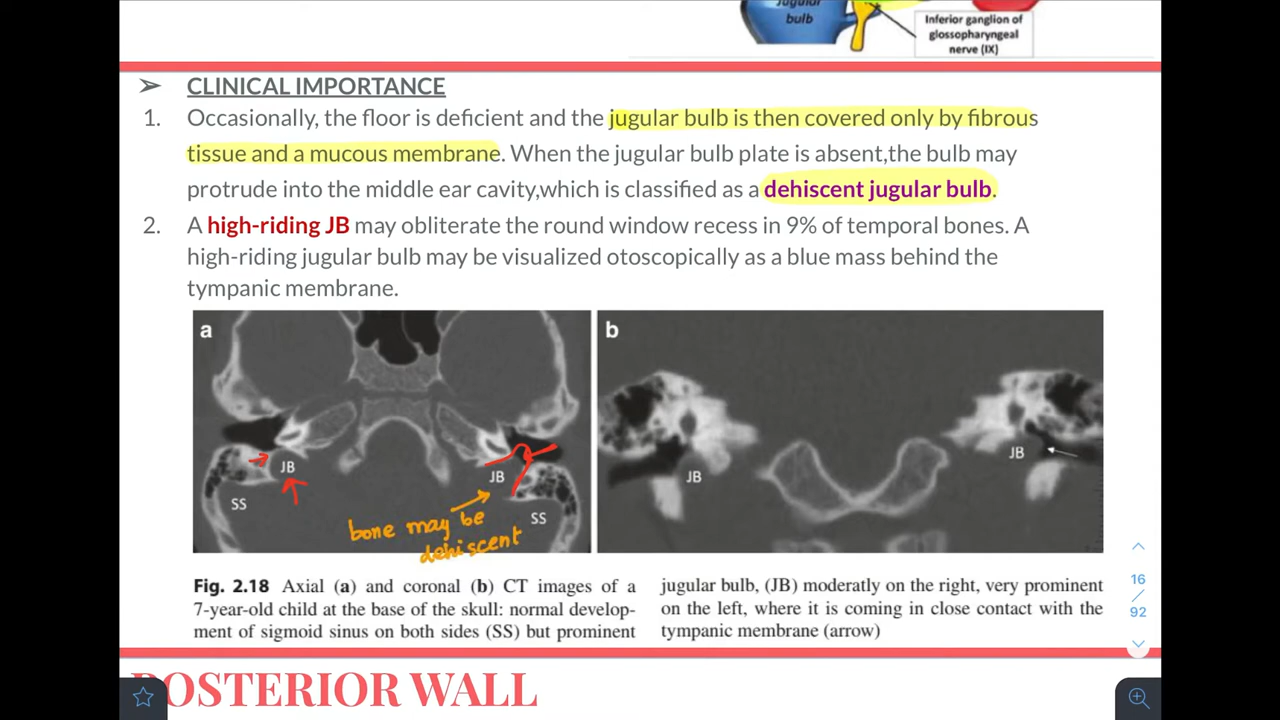 Jugular
bulb
Inferior ganglion of
glossopharyngeal
nerve (IX)
➢ CLINICAL IMPORTANCE
1. Occasionally, the floor is deficient and the jugular bulb is then covered only by fibrous
tissue and a mucous membrane. When the jugular bulb plate is absent,the bulb may
protrude into the middle ear cavity,which is classified as a dehiscent jugular bulb.
2. A high-riding JB may obliterate the round window recess in 9% of temporal bones. A
high-riding jugular bulb may be visualized otoscopically as a blue mass behind the
tympanic membrane.
a
JB
JB
SS
SS
bone may be
dehiscent
b
JB
JB
Fig. 2.18 Axial (a) and coronal (b) CT images of a
7-year-old child at the base of the skull: normal develop-
ment of sigmoid sinus on both sides (SS) but prominent
jugular bulb, (JB) moderatly on the right, very prominent
on the left, where it is coming in close contact with the
tympanic membrane (arrow)
16
/
92
POSTERIOR WALL